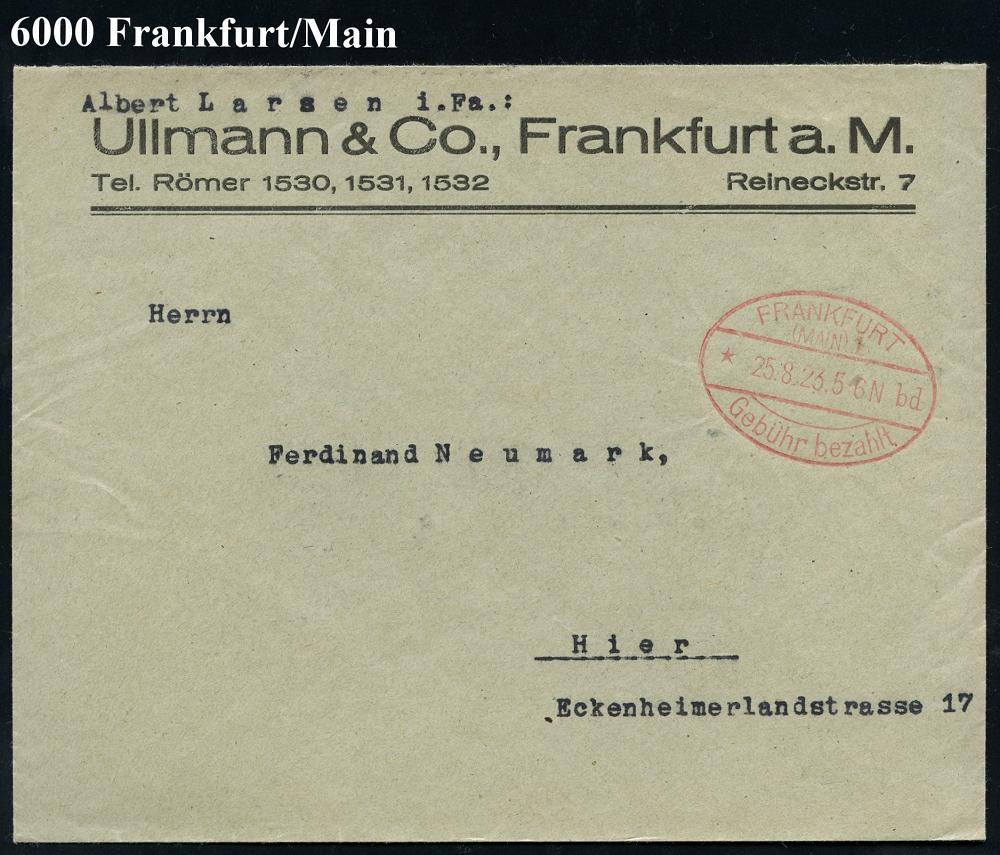 6000 Frankfurt/Main
Albert L a r s e n i.Fa.:
Ullmann & Co., Frankfurt a. M.
Tel. Römer 1530, 1531, 1532 Reineckstr. 7
Herrn
FRANKFURT
(MAIN) 1
* 25.8.23.5-6N bd
Gebühr bezahlt.
Ferdinand N e u m a r k,
H i e r
Eckenheimerlandstrasse 17